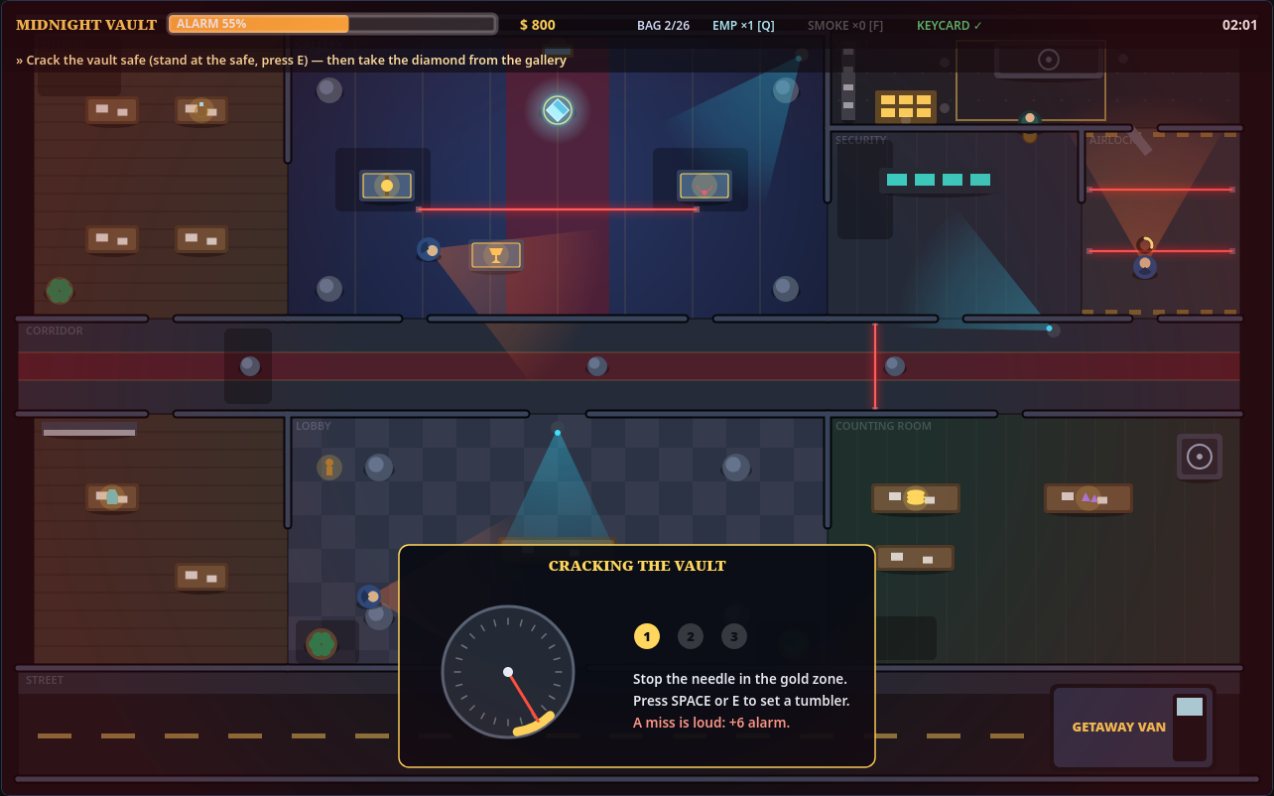 MIDNIGHT VAULT
ALARM 55%
$ 800
BAG 2/26
EMP ×1 [Q]
SMOKE ×0 [F]
KEYCARD ✓
02:01
» Crack the vault safe (stand at the safe, press E) — then take the diamond from the gallery
SECURITY
AIRLOCK
CORRIDOR
LOBBY
COUNTING ROOM
CRACKING THE VAULT
1 2 3
Stop the needle in the gold zone.
Press SPACE or E to set a tumbler.
A miss is loud: +6 alarm.
STREET
GETAWAY VAN